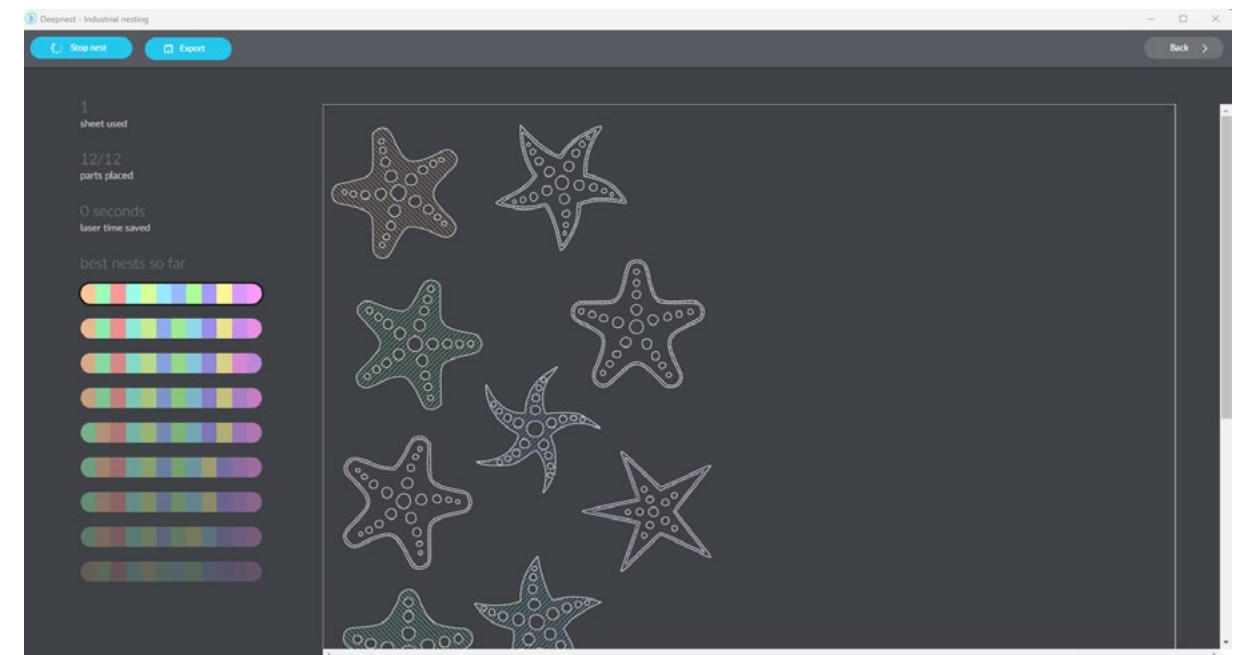 Deepnest - Industrial nesting
Stop nest
Export
Back
1
sheet used
12/12
parts placed
0 seconds
laser time saved
best nests so far